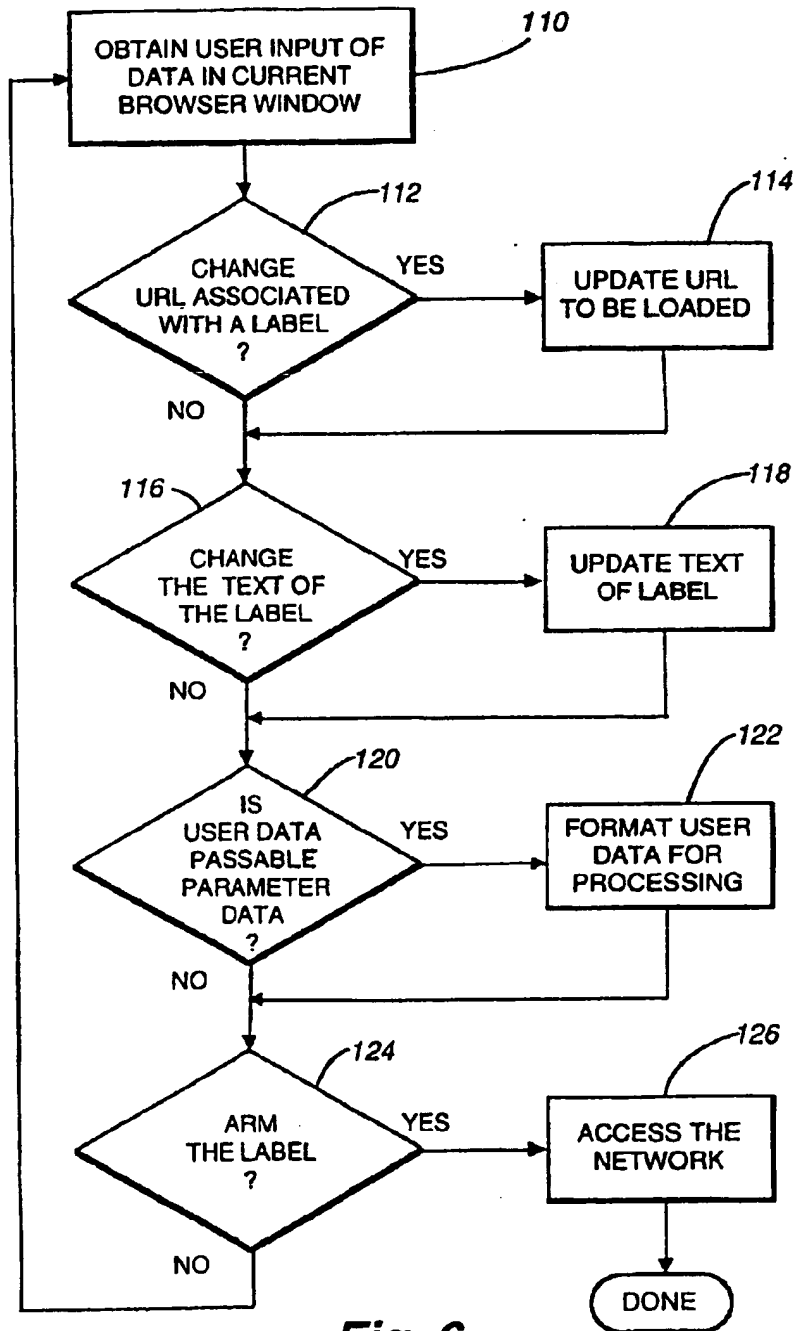 OBTAIN USER INPUT OF
DATA IN CURRENT
BROWSER WINDOW
110
112
CHANGE
URL ASSOCIATED
WITH A LABEL
?
YES
114
UPDATE URL
TO BE LOADED
NO
116
CHANGE
THE TEXT OF
THE LABEL
?
YES
118
UPDATE TEXT
OF LABEL
NO
120
IS
USER DATA
PASSABLE
PARAMETER
DATA
?
YES
122
FORMAT USER
DATA FOR
PROCESSING
NO
124
ARM
THE LABEL
?
YES
126
ACCESS THE
NETWORK
NO
DONE